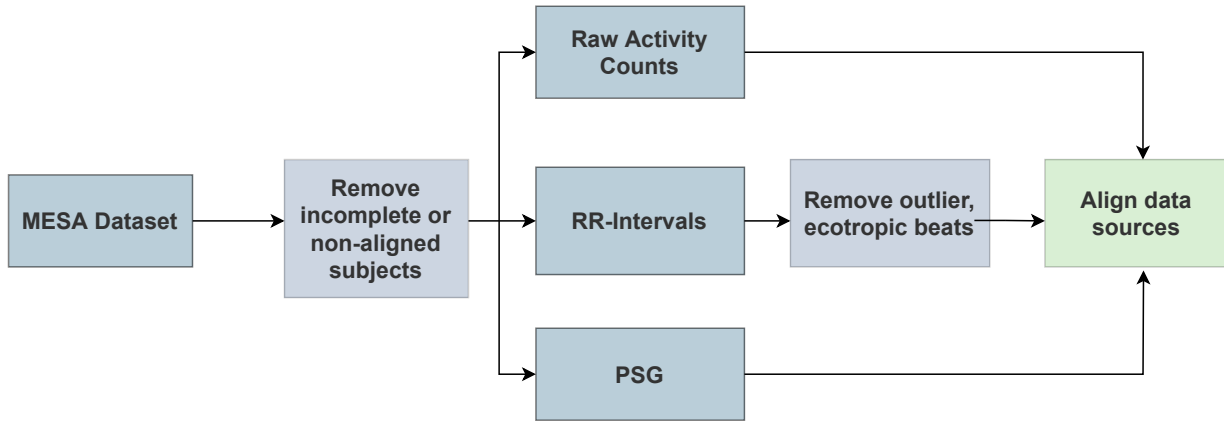 MESA Dataset
Remove
incomplete or
non-aligned
subjects
Raw Activity
Counts
RR-Intervals
PSG
Remove outlier,
ecotropic beats
Align data
sources